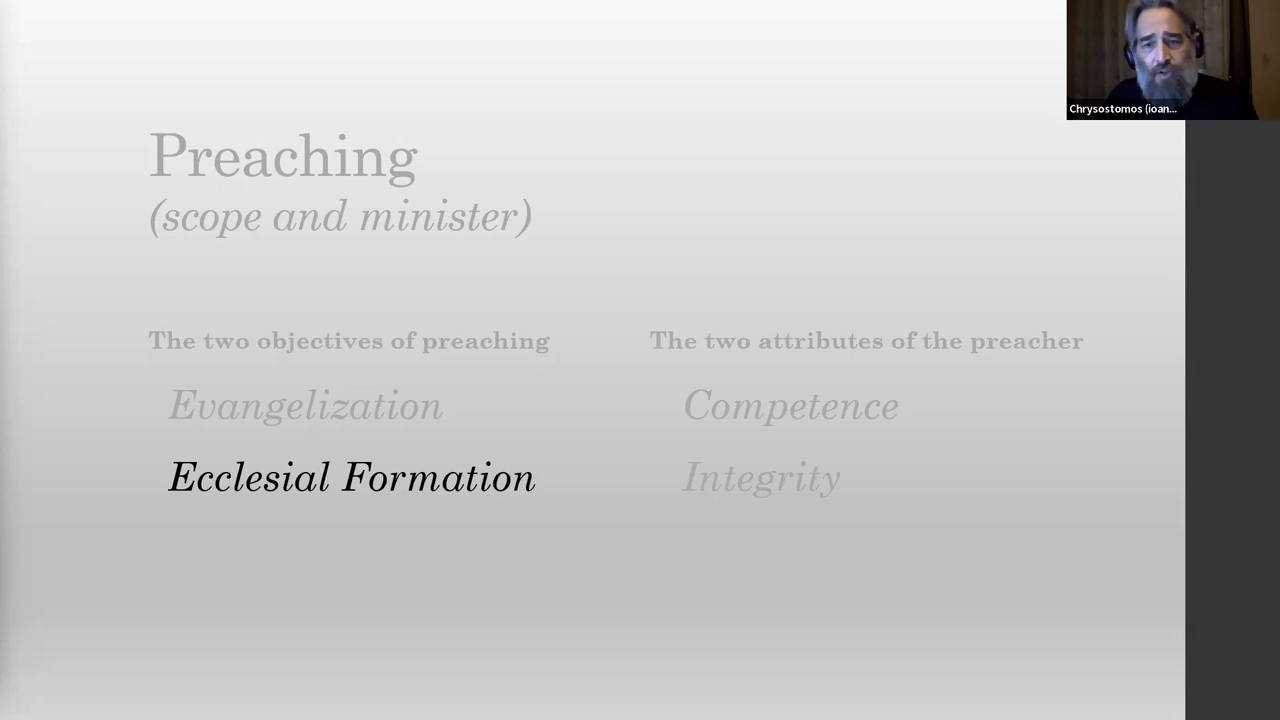 Chrysostomos (ioan...
Preaching
(scope and minister)
The two objectives of preaching
The two attributes of the preacher
Evangelization
Competence
Ecclesial Formation
Integrity